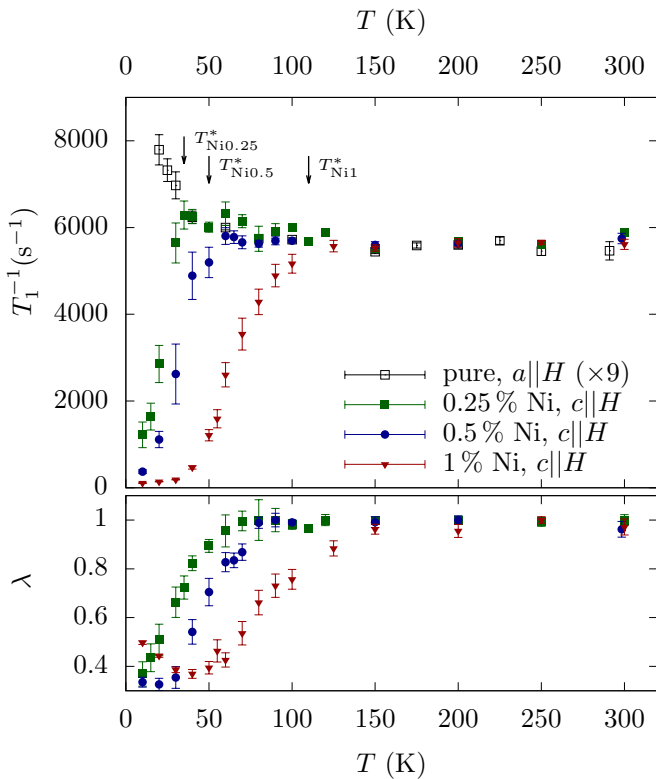 T (K)
0 50 100 150 200 250 300
8000
6000
4000
2000
0
T₁⁻¹(s⁻¹)
T*Ni0.25
T*Ni0.5
T*Ni1
pure, a||H (×9)
0.25 % Ni, c||H
0.5 % Ni, c||H
1 % Ni, c||H
1
0.8
0.6
0.4
λ
0 50 100 150 200 250 300
T (K)